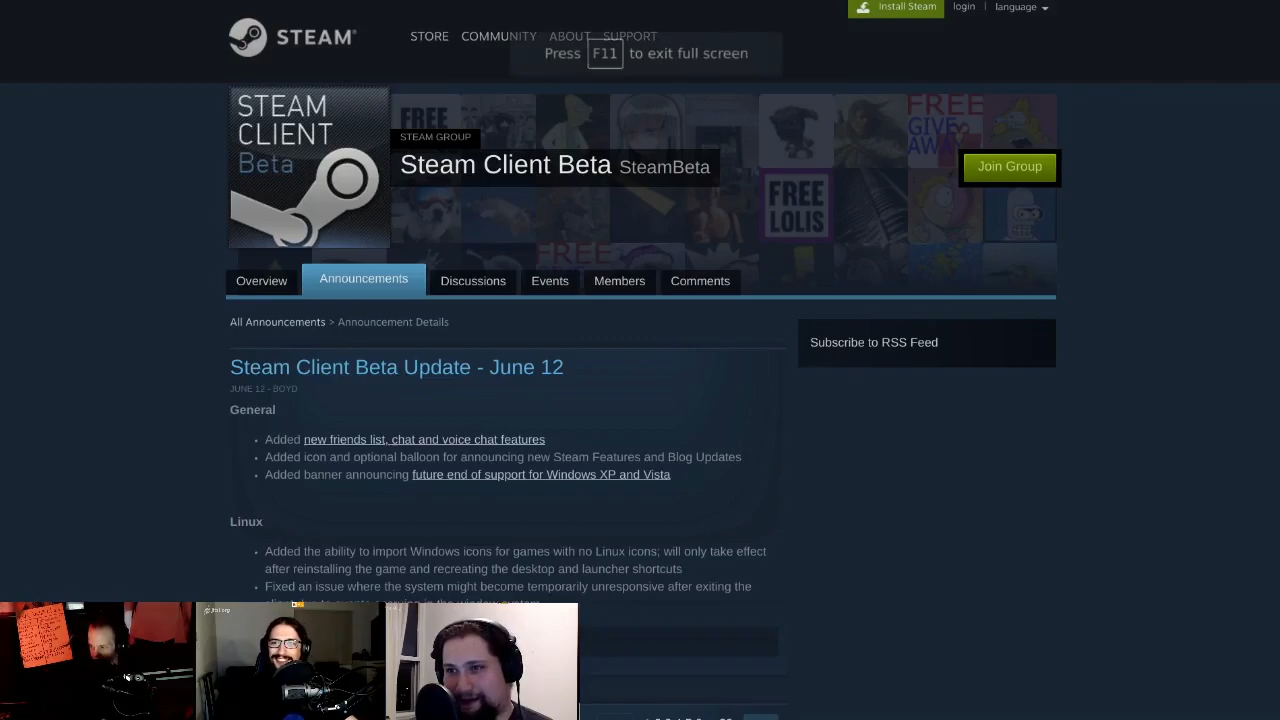 Install Steam login | language
STEAM
STORE COMMUNITY ABOUT SUPPORT
Press F11 to exit full screen
STEAM
CLIENT
Beta
FREE
FREE
GIVE
AWAY
STEAM GROUP
Steam Client Beta SteamBeta
Join Group
FREE
LOLIS
FREE
Overview Announcements Discussions Events Members Comments
All Announcements > Announcement Details
Subscribe to RSS Feed
Steam Client Beta Update - June 12
JUNE 12 - BOYD
General
• Added new friends list, chat and voice chat features
• Added icon and optional balloon for announcing new Steam Features and Blog Updates
• Added banner announcing future end of support for Windows XP and Vista
Linux
• Added the ability to import Windows icons for games with no Linux icons; will only take effect
after reinstalling the game and recreating the desktop and launcher shortcuts
• Fixed an issue where the system might become temporarily unresponsive after exiting the
jitsi.org